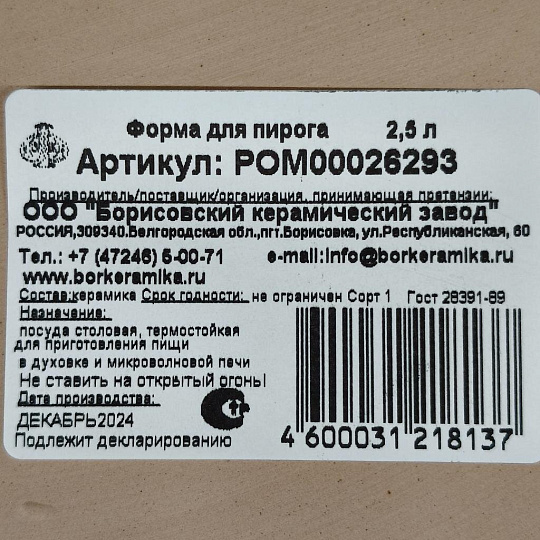 Форма для пирога 2,5 л
Артикул: РОМ00026293
Производитель/поставщик/организация, принимающая претензии:
ООО "Борисовский керамический завод"
РОССИЯ,309340.Белгородская обл.,пгт.Борисовка, ул.Республиканская, 60
Тел.: +7 (47246) 5-00-71 e-mail:info@borkeramika.ru
www.borkeramika.ru
Состав:керамика Срок годности: не ограничен Сорт 1 Гост 28391-89
Назначение:
посуда столовая, термостойкая
для приготовления пищи
в духовке и микроволновой печи
Не ставить на открытый огонь!
Дата производства:
ДЕКАБРЬ2024
Подлежит декларированию
4 600031 218137